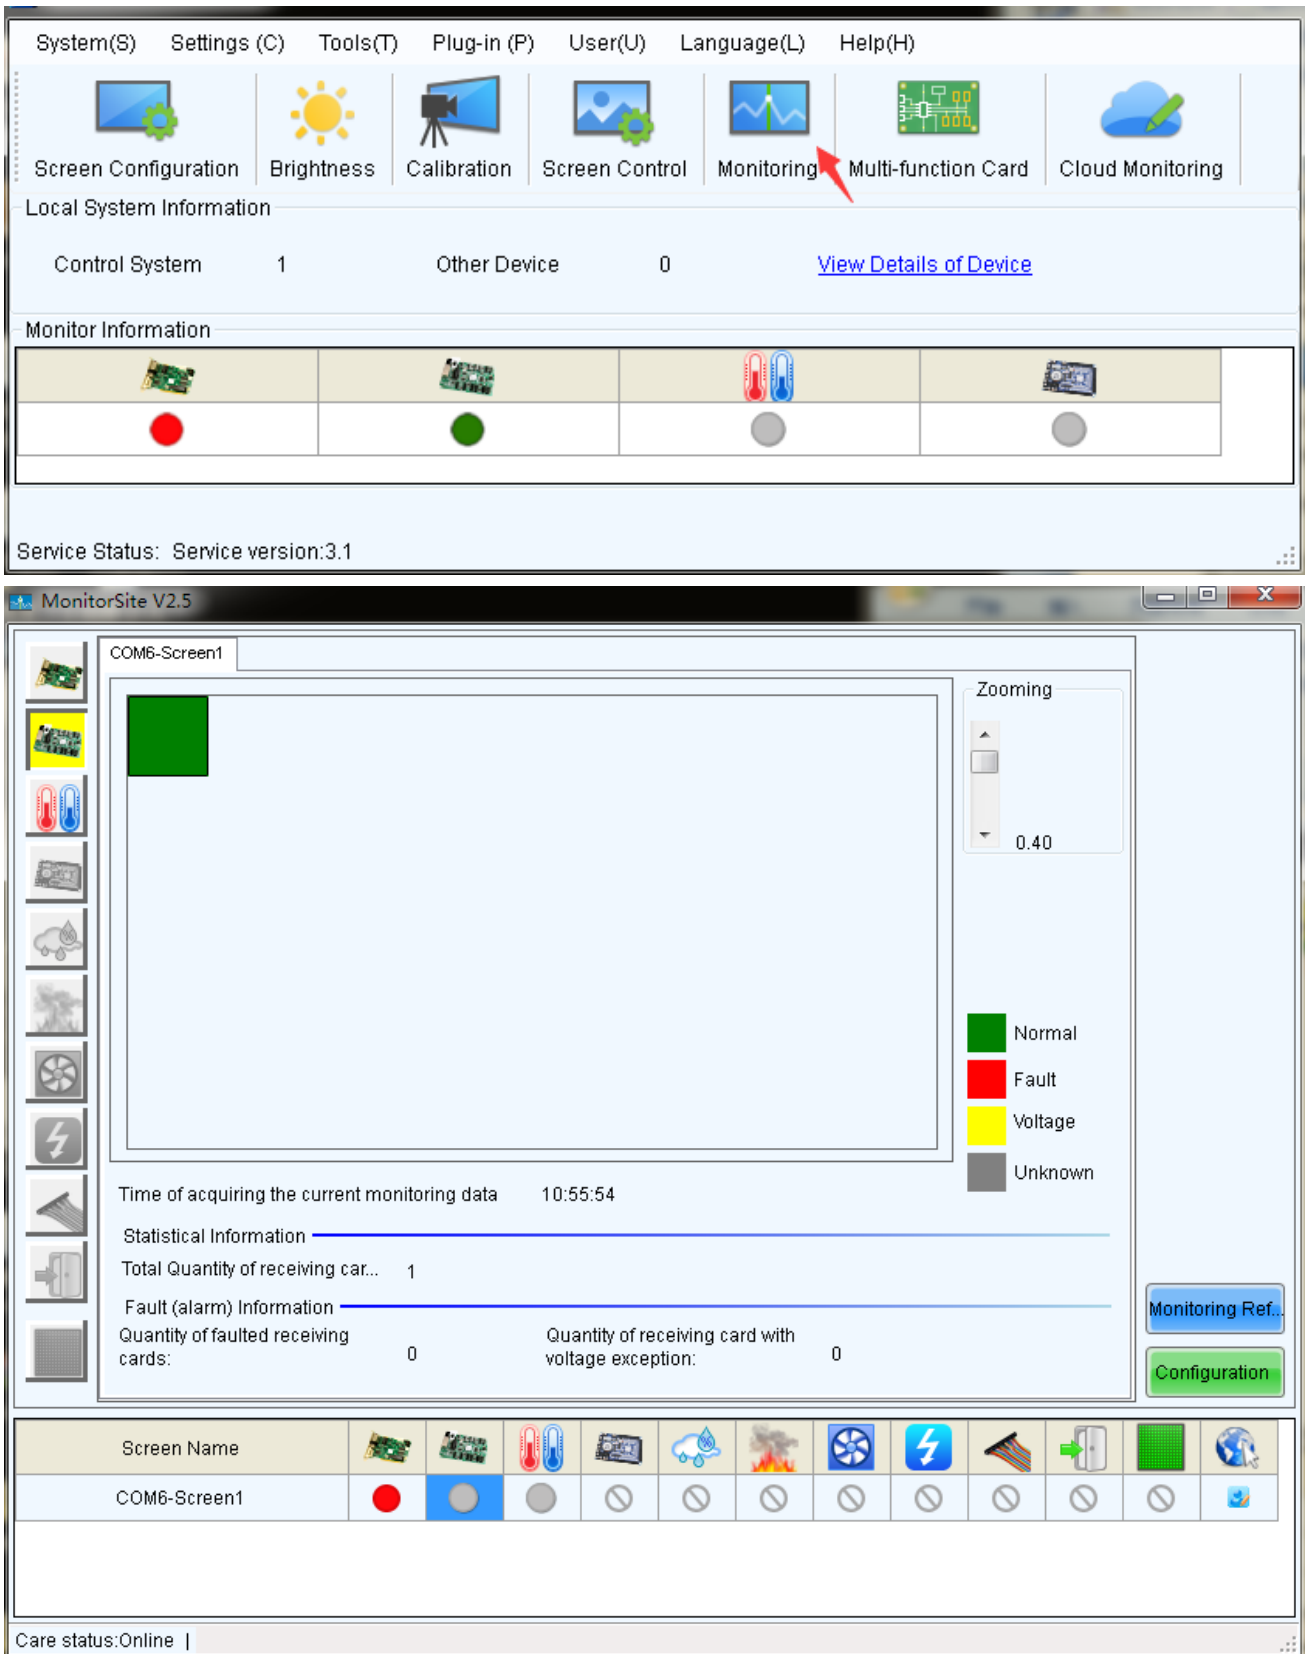 System(S) Settings (C) Tools(T) Plug-in (P) User(U) Language(L) Help(H)
Screen Configuration Brightness Calibration Screen Control Monitoring Multi-function Card Cloud Monitoring
Local System Information
Control System 1 Other Device 0 View Details of Device
Monitor Information
Service Status: Service version:3.1
MonitorSite V2.5
COM6-Screen1
Zooming
0.40
Normal
Fault
Voltage
Unknown
Time of acquiring the current monitoring data 10:55:54
Statistical Information
Total Quantity of receiving car... 1
Fault (alarm) Information
Quantity of faulted receiving cards: 0 Quantity of receiving card with voltage exception: 0
Monitoring Ref...
Configuration
Screen Name
COM6-Screen1
Care status:Online |